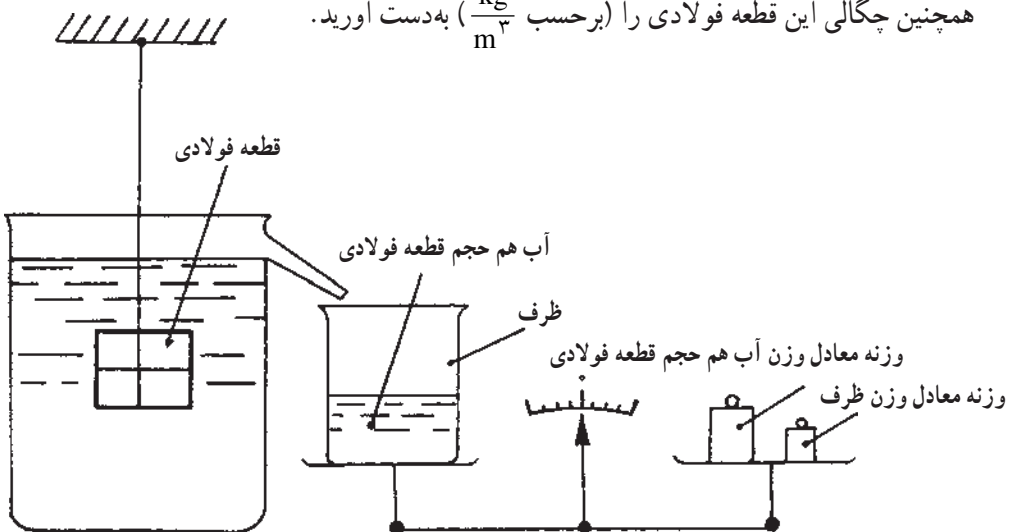 همچنین چگالی این قطعه فولادی را (برحسب kg/m³) به‌دست آورید.
قطعه فولادی
آب هم حجم قطعه فولادی
ظرف
وزنه معادل وزن آب هم حجم قطعه فولادی
وزنه معادل وزن ظرف